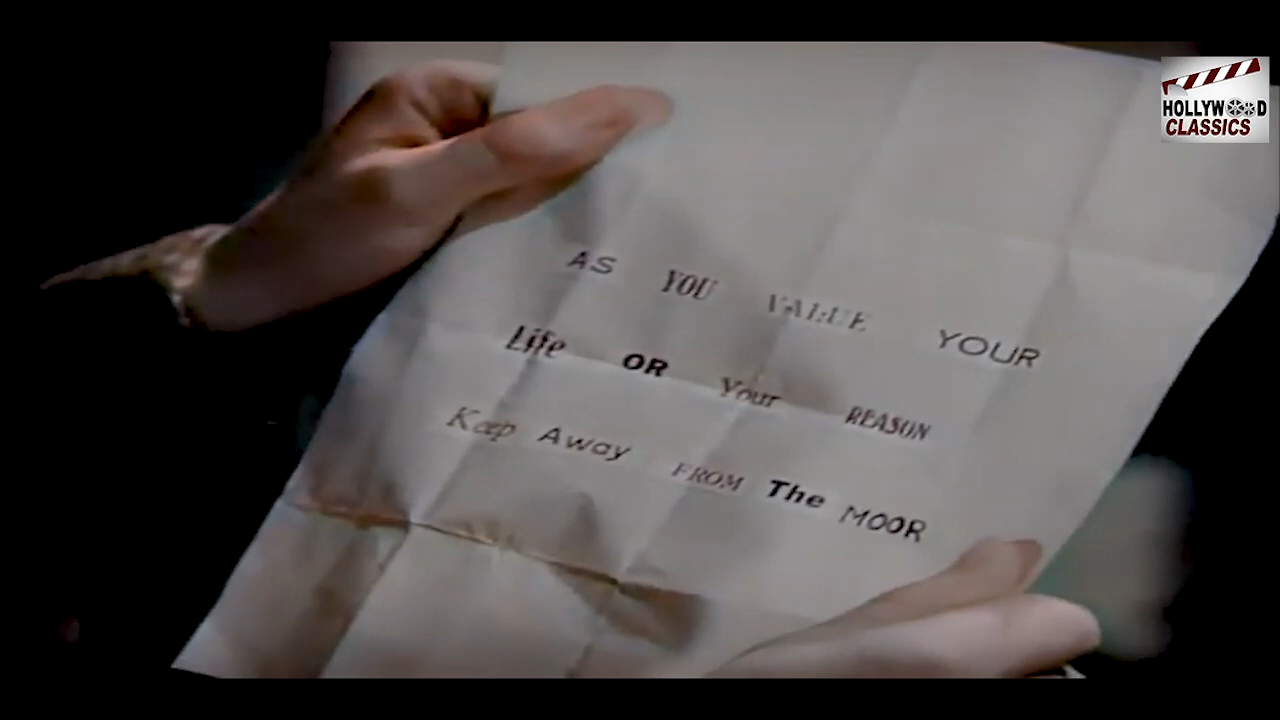 HOLLYWOOD
CLASSICS
AS YOU VALUE YOUR
Life OR Your REASON
Keep Away FROM The MOOR